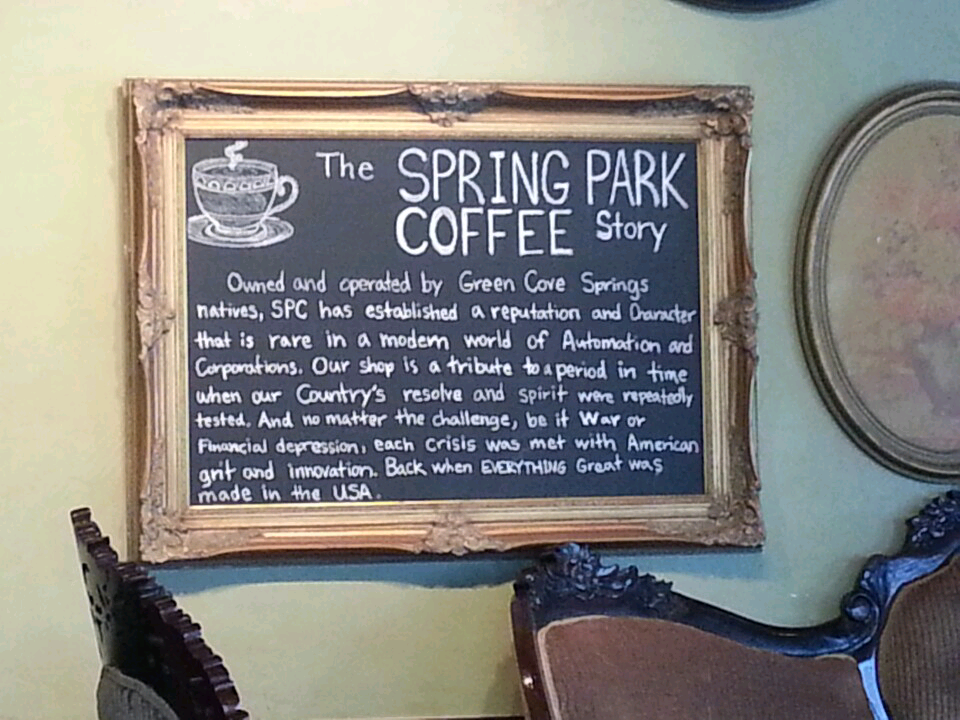 The SPRING PARK
COFFEE Story
Owned and operated by Green Cove Springs
natives, SPC has established a reputation and Character
that is rare in a modern world of Automation and
Corporations. Our shop is a tribute to a period in time
when our Country's resolve and spirit were repeatedly
tested. And no matter the challenge, be it War or
Financial depression, each Crisis was met with American
grit and innovation. Back when EVERYTHING Great was
made in the USA.